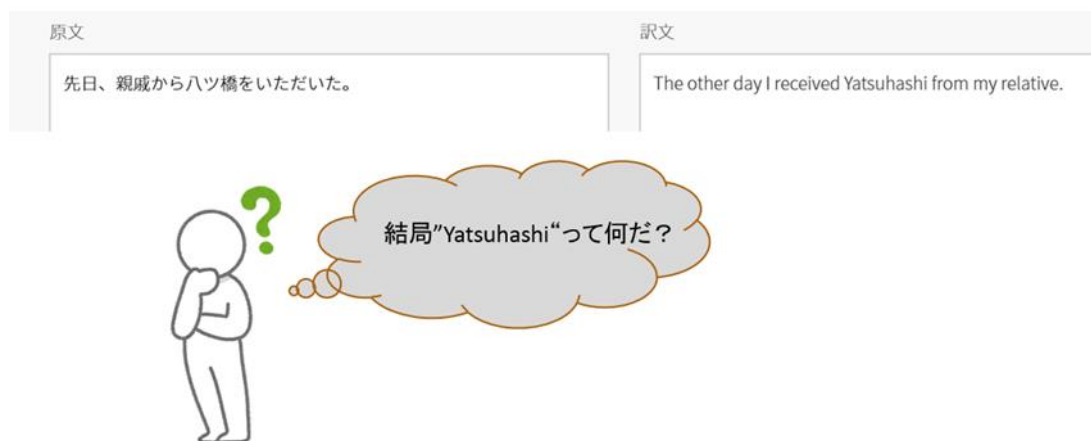 原文
訳文
先日、親戚から八ツ橋をいただいた。
The other day I received Yatsuhashi from my relative.
?
結局”Yatsuhashi“って何だ？